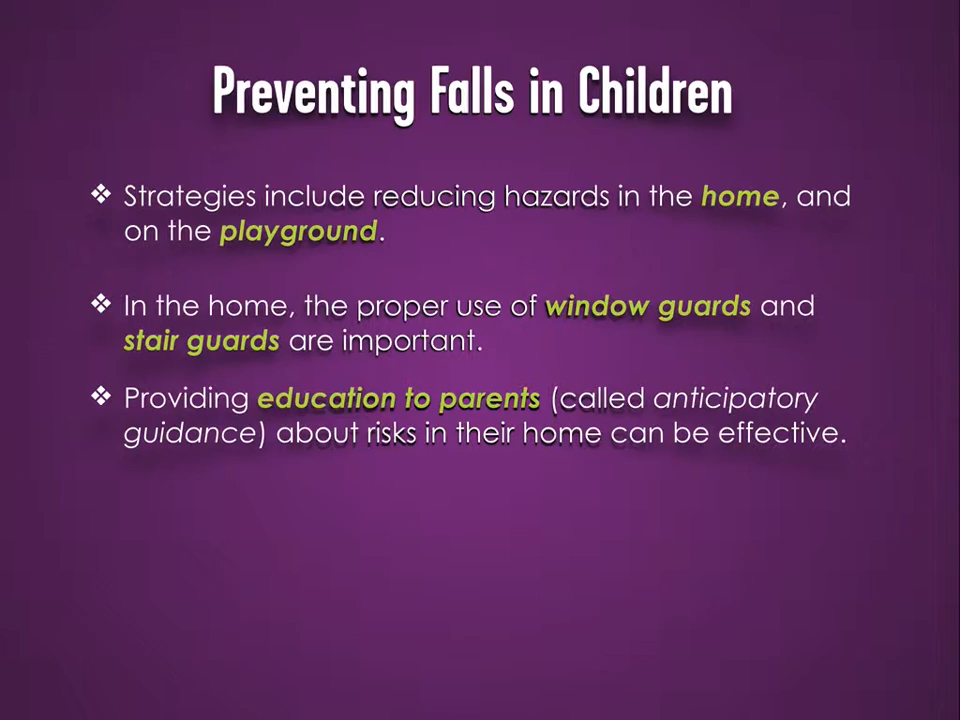 Preventing Falls in Children
❖ Strategies include reducing hazards in the home, and
on the playground.
❖ In the home, the proper use of window guards and
stair guards are important.
❖ Providing education to parents (called anticipatory
guidance) about risks in their home can be effective.